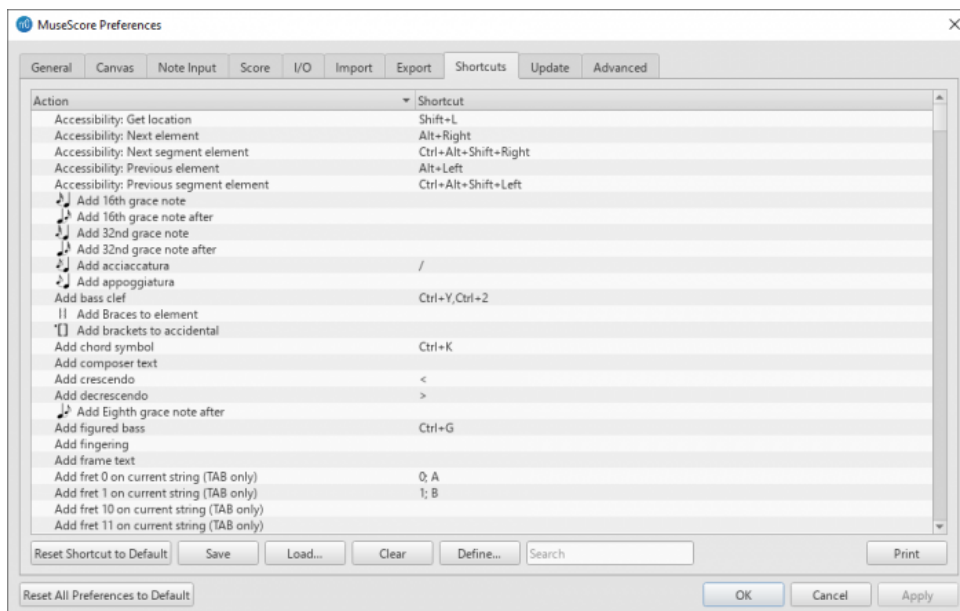 MuseScore Preferences
General Canvas Note Input Score I/O Import Export Shortcuts Update Advanced
Action Shortcut
Accessibility: Get location Shift+L
Accessibility: Next element Alt+Right
Accessibility: Next segment element Ctrl+Alt+Shift+Right
Accessibility: Previous element Alt+Left
Accessibility: Previous segment element Ctrl+Alt+Shift+Left
Add 16th grace note
Add 16th grace note after
Add 32nd grace note
Add 32nd grace note after
Add acciaccatura /
Add appoggiatura
Add bass clef Ctrl+Y,Ctrl+2
Add Braces to element
Add brackets to accidental
Add chord symbol Ctrl+K
Add composer text
Add crescendo <
Add decrescendo >
Add Eighth grace note after
Add figured bass Ctrl+G
Add fingering
Add frame text
Add fret 0 on current string (TAB only) 0; A
Add fret 1 on current string (TAB only) 1; B
Add fret 10 on current string (TAB only)
Add fret 11 on current string (TAB only)
Reset Shortcut to Default Save Load... Clear Define... Search Print
Reset All Preferences to Default OK Cancel Apply